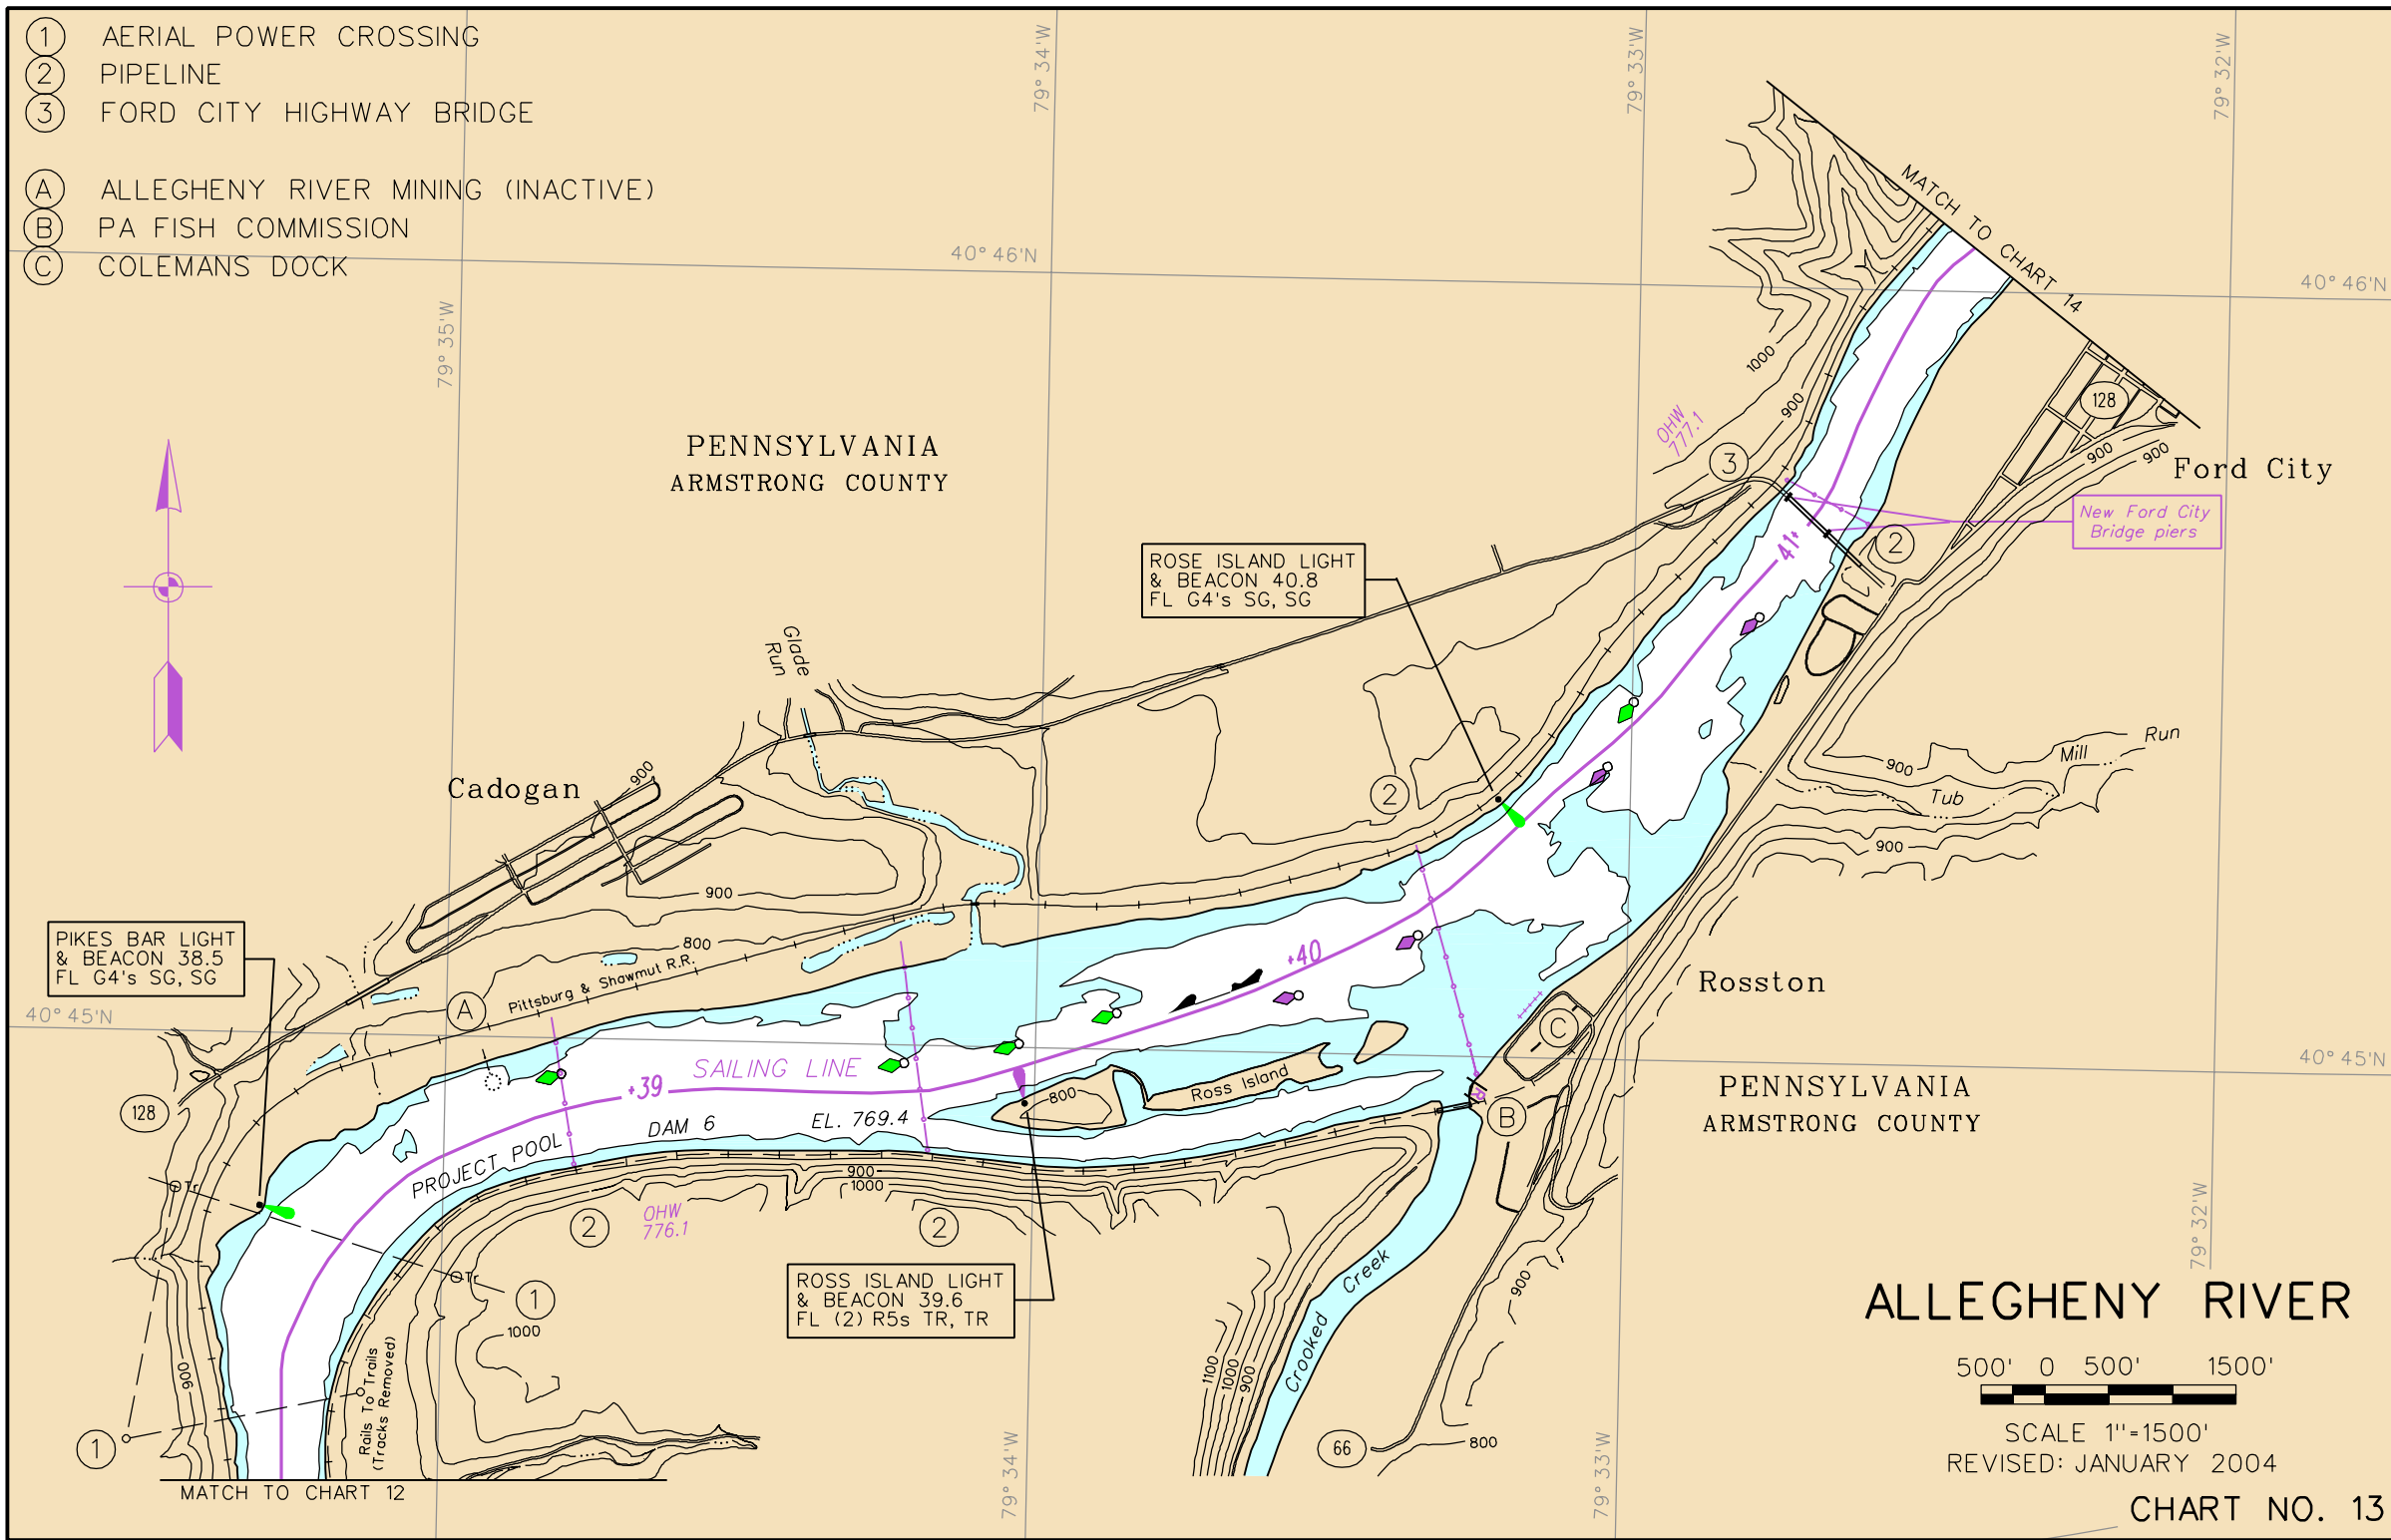 ① AERIAL POWER CROSSING
② PIPELINE
③ FORD CITY HIGHWAY BRIDGE
Ⓐ ALLEGHENY RIVER MINING (INACTIVE)
Ⓑ PA FISH COMMISSION
Ⓒ COLEMANS DOCK
79° 35'W
79° 34'W
79° 33'W
79° 32'W
40° 46'N
40° 46'N
MATCH TO CHART 14
1000
900
128
900
900
Ford City
OHW
777.1
3
New Ford City
Bridge piers
2
41+
PENNSYLVANIA
ARMSTRONG COUNTY
ROSE ISLAND LIGHT
& BEACON 40.8
FL G4's SG, SG
Glade
Run
Cadogan
900
900
800
2
900
Mill
Run
Tub
900
Pittsburg & Shawmut R.R.
PIKES BAR LIGHT
& BEACON 38.5
FL G4's SG, SG
A
+40
Rosston
40° 45'N
40° 45'N
C
SAILING LINE
+39
800
Ross Island
128
PROJECT POOL
DAM 6
EL. 769.4
B
PENNSYLVANIA
ARMSTRONG COUNTY
Tr
Tr
900
1000
2
OHW
776.1
2
1
1000
ROSS ISLAND LIGHT
& BEACON 39.6
FL (2) R5s TR, TR
Crooked Creek
900
1100
1000
900
900
Rails To Trails
(Tracks Removed)
1
66
800
79° 34'W
79° 33'W
79° 32'W
MATCH TO CHART 12
ALLEGHENY RIVER
500' 0 500' 1500'
SCALE 1"=1500'
REVISED: JANUARY 2004
CHART NO. 13